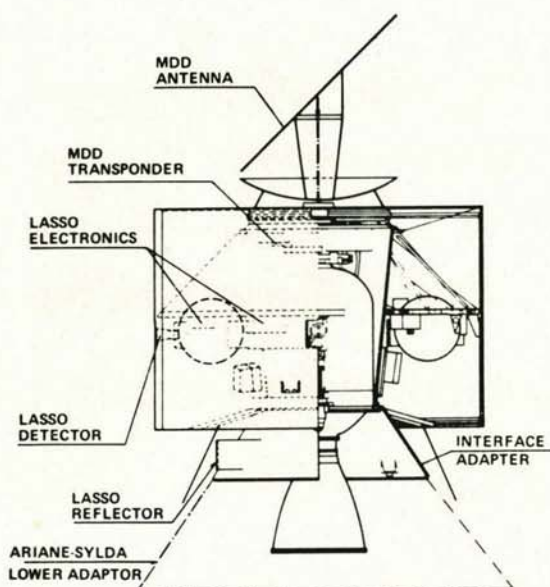 MDD
ANTENNA
MDD
TRANSPONDER
LASSO
ELECTRONICS
LASSO
DETECTOR
INTERFACE
ADAPTER
LASSO
REFLECTOR
ARIANE-SYLDA
LOWER ADAPTOR